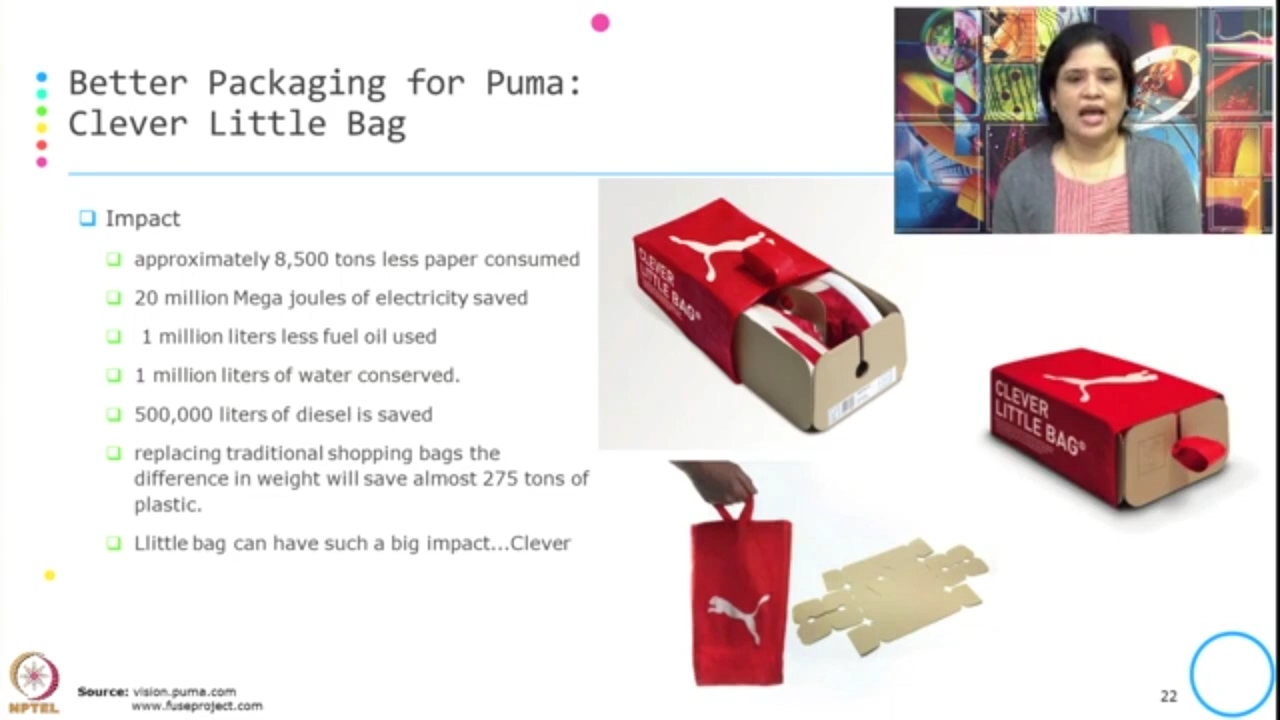 Better Packaging for Puma:
Clever Little Bag
Impact
approximately 8,500 tons less paper consumed
20 million Mega joules of electricity saved
1 million liters less fuel oil used
1 million liters of water conserved.
500,000 liters of diesel is saved
replacing traditional shopping bags the
difference in weight will save almost 275 tons of
plastic.
Llittle bag can have such a big impact...Clever
CLEVER
LITTLE BAG®
CLEVER
LITTLE BAG®
NPTEL
Source: vision.puma.com
www.fuseproject.com
22